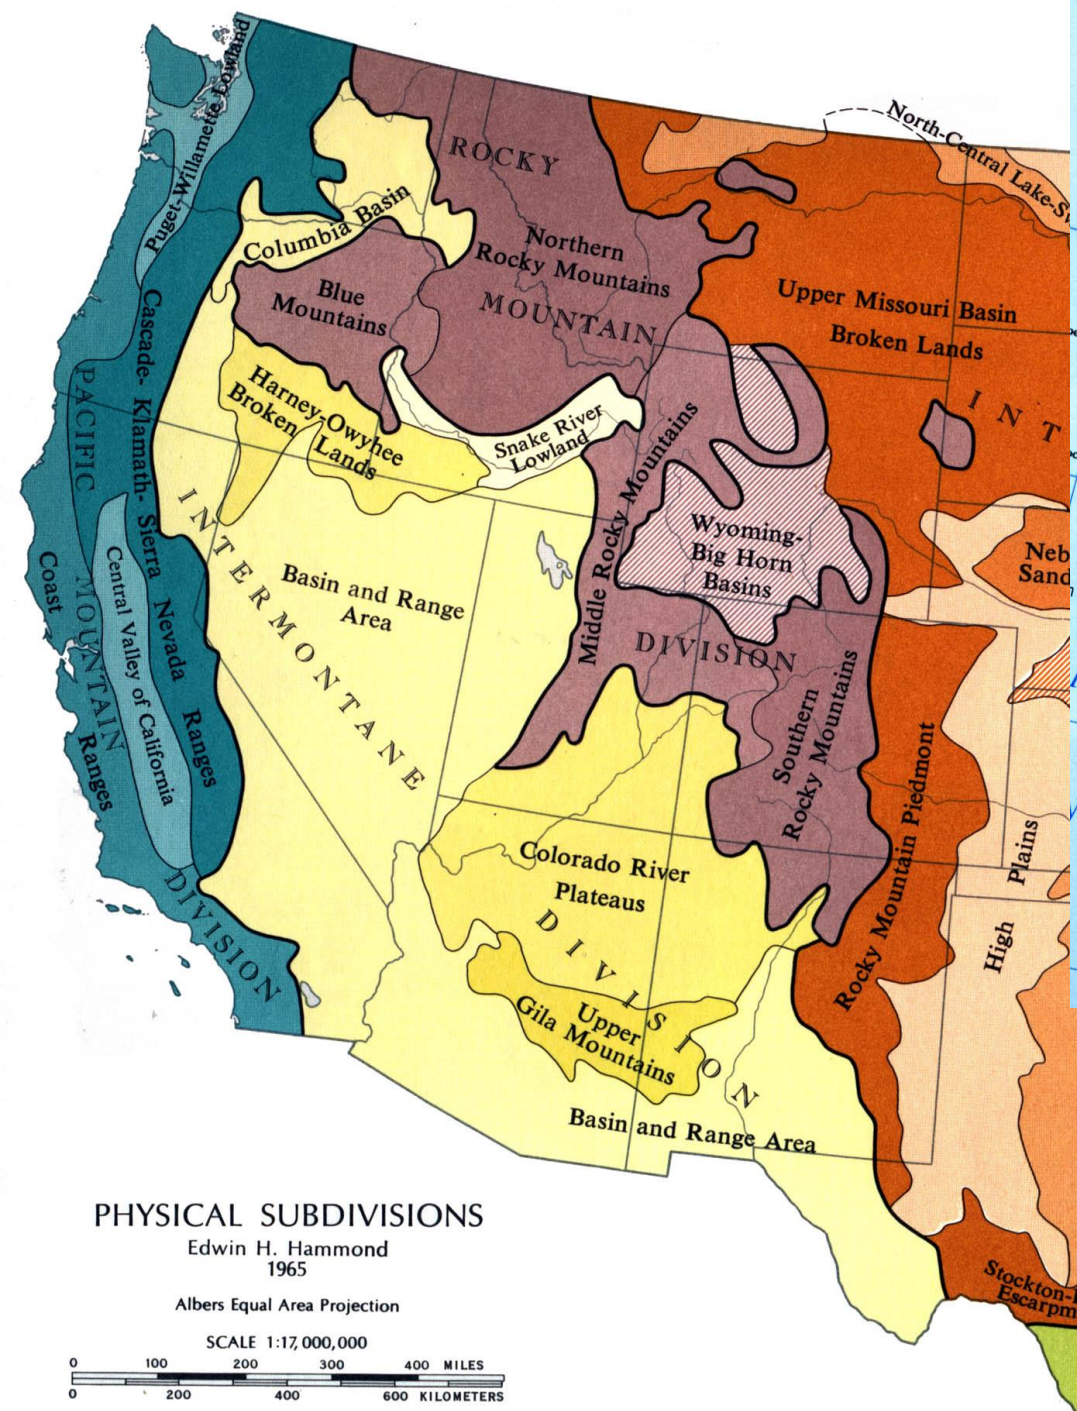 Puget-Willamette Lowland
North-Central Lake-
ROCKY
Columbia Basin
Northern
Rocky Mountains
Blue
Mountains
MOUNTAIN
Upper Missouri Basin
Broken Lands
Cascade-Klamath-Sierra Nevada Ranges
PACIFIC MOUNTAIN DIVISION
Harney-Owyhee
Broken Lands
Snake River
Lowland
INT
Middle Rocky Mountains
INTERMONTANE
Wyoming-
Big Horn
Basins
Neb
Sand
Coast Ranges
Central Valley of California
Basin and Range
Area
DIVISION
Southern
Rocky Mountains
Rocky Mountain Piedmont
High Plains
Colorado River
Plateaus
DIVISION
Upper
Gila Mountains
Basin and Range Area
Stockton-
Escarpm
PHYSICAL SUBDIVISIONS
Edwin H. Hammond
1965
Albers Equal Area Projection
SCALE 1:17,000,000
0 100 200 300 400 MILES
0 200 400 600 KILOMETERS